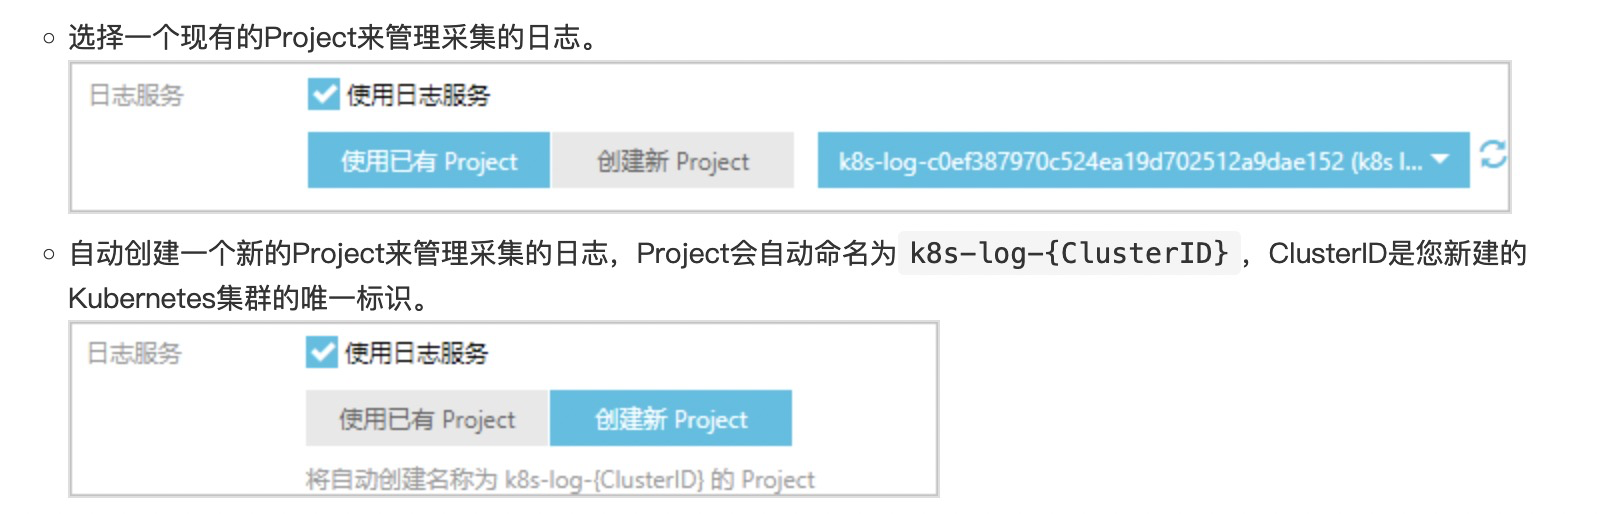 选择一个现有的Project来管理采集的日志。
日志服务
使用日志服务
使用已有 Project
创建新 Project
k8s-log-c0ef387970c524ea19d702512a9dae152 (k8s l...
自动创建一个新的Project来管理采集的日志，Project会自动命名为 k8s-log-{ClusterID} ，ClusterID是您新建的
Kubernetes集群的唯一标识。
日志服务
使用日志服务
使用已有 Project
创建新 Project
将自动创建名称为 k8s-log-{ClusterID} 的 Project